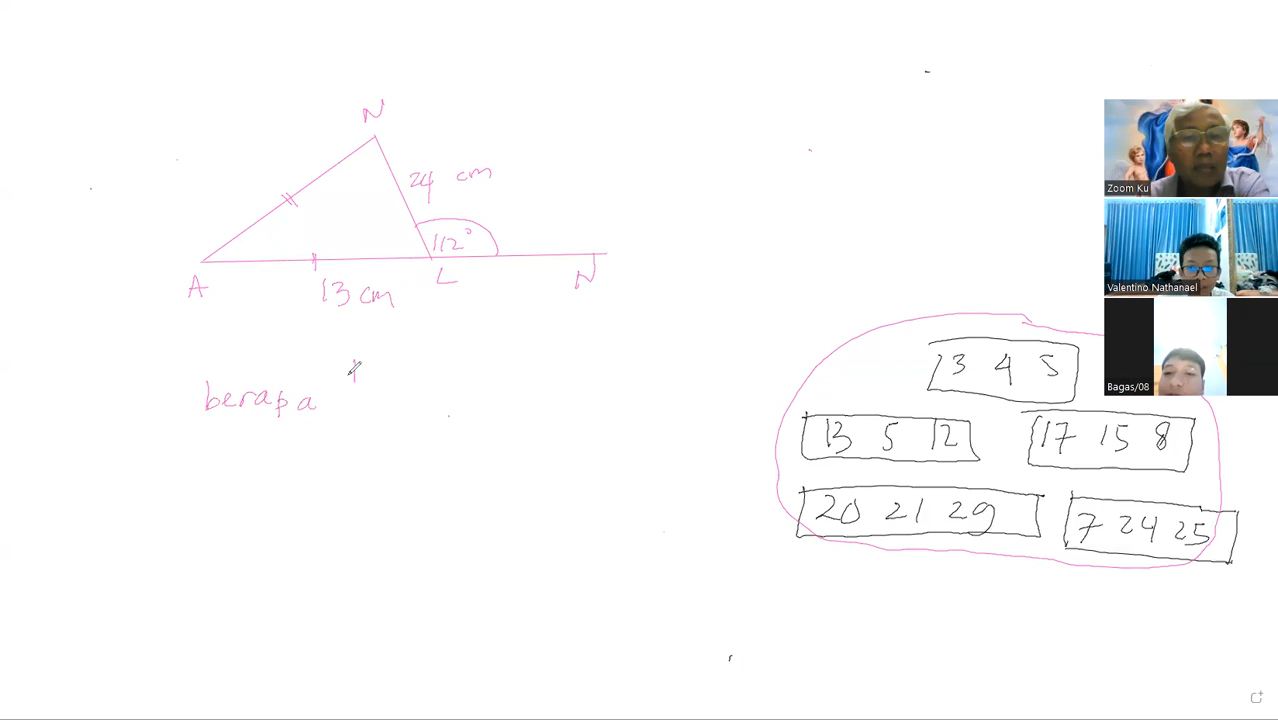 N
24 cm
112°
A
L
N
13 cm
berapa
3 4 5
13 5 12
17 15 8
20 21 29
7 24 25
Zoom Ku
Valentino Nathanael
Bagas/08